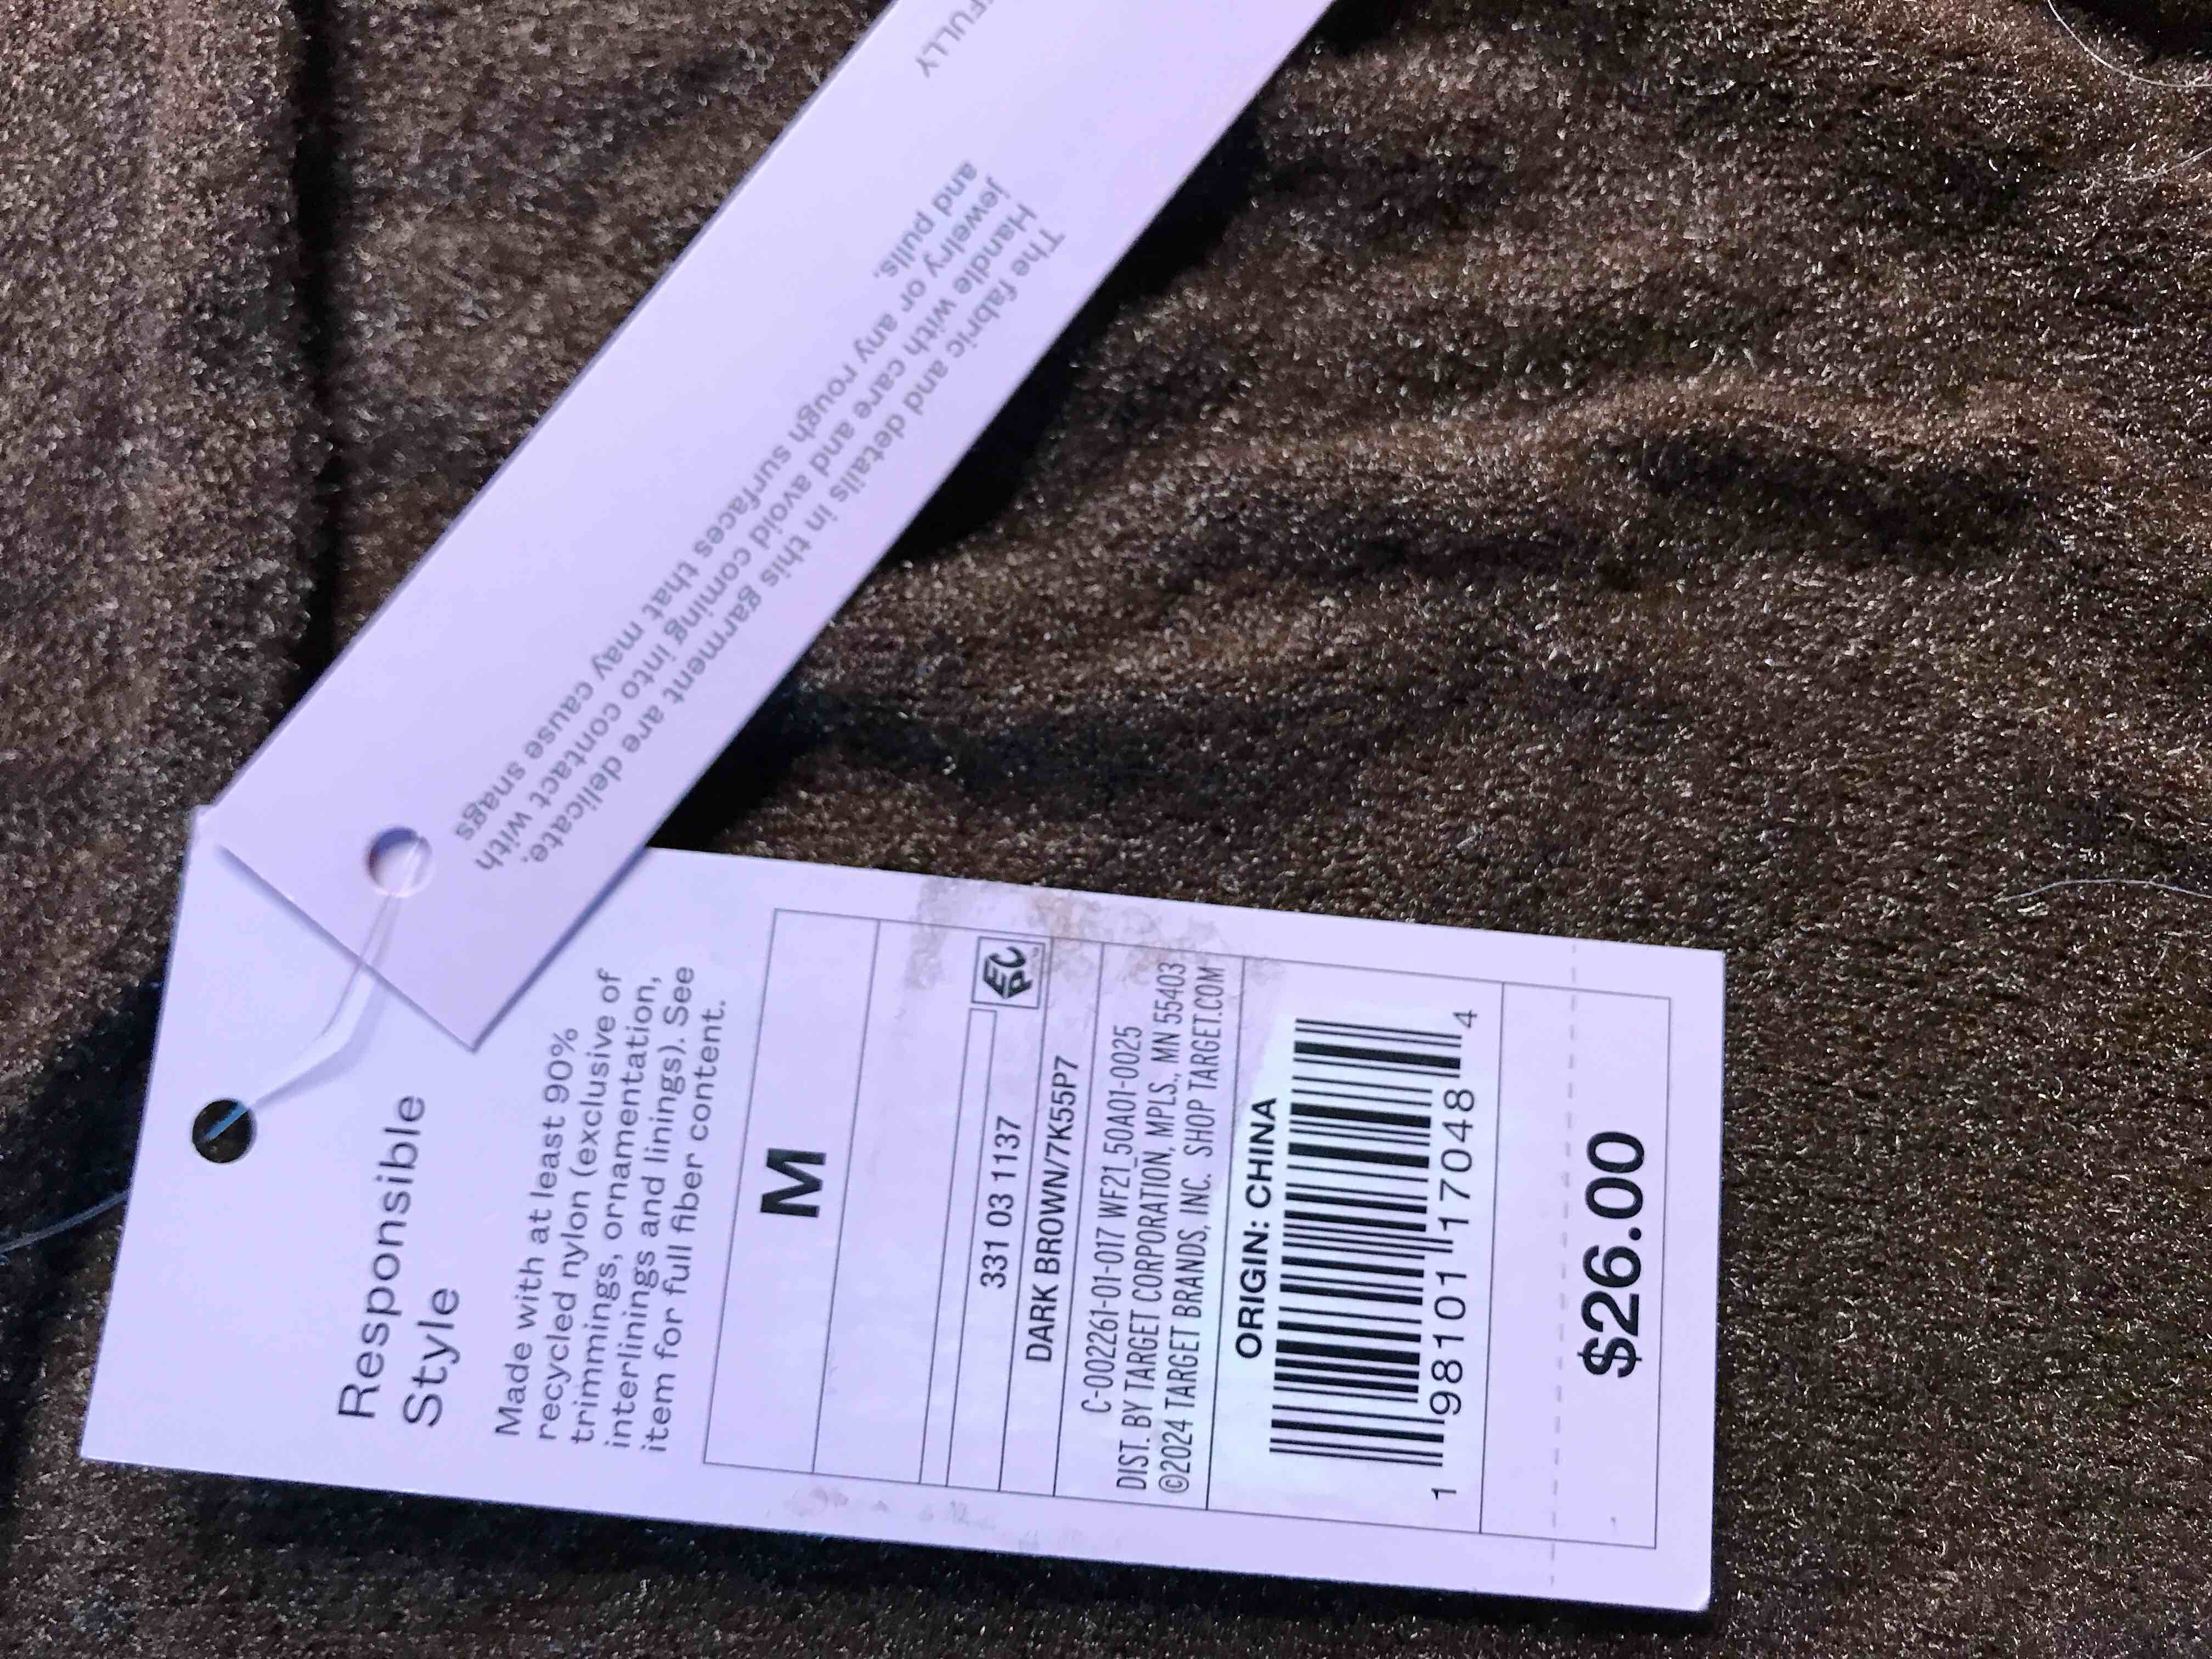 FULLY
The fabric and details in this garment are delicate.
Handle with care and avoid coming into contact with
jewelry or any rough surfaces that may cause snags
and pulls.
Responsible
Style
Made with at least 90%
recycled nylon (exclusive of
trimmings, ornamentation,
interlinings and linings). See
item for full fiber content.
M
331 03 1137
EPC
DARK BROWN/7K55P7
C-002261-01-017 WF21_50A01-0025
DIST. BY TARGET CORPORATION, MPLS., MN 55403
©2024 TARGET BRANDS, INC. SHOP TARGET.COM
ORIGIN: CHINA
1 98101 17048 4
$26.00